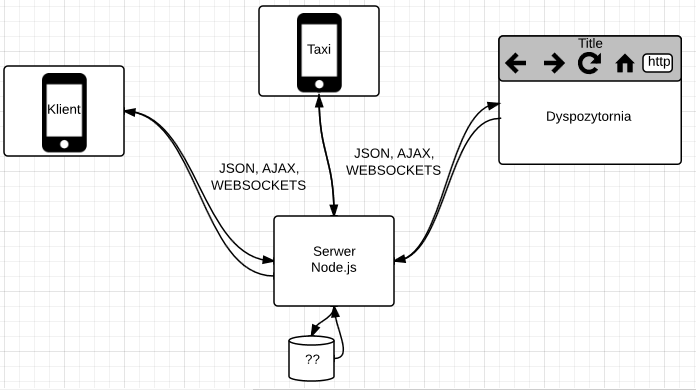 Taxi
Title
http
Klient
Dyspozytornia
JSON, AJAX,
WEBSOCKETS
JSON, AJAX,
WEBSOCKETS
Serwer
Node.js
??